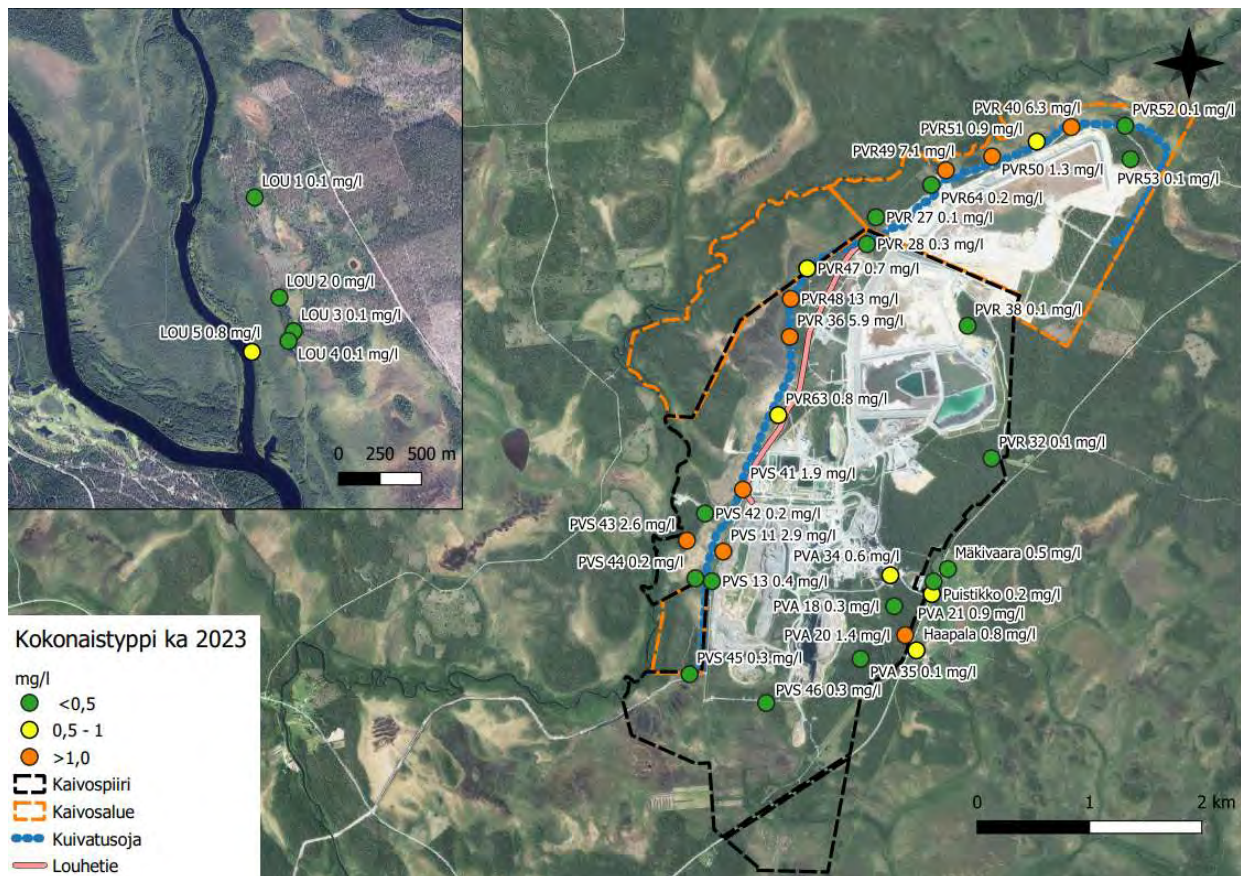 LOU 1 0.1 mg/l
LOU 2 0 mg/l
LOU 3 0.1 mg/l
LOU 5 0.8 mg/l
LOU 4 0.1 mg/l
0 250 500 m
PVR 40 6.3 mg/l
PVR52 0.1 mg/l
PVR51 0.9 mg/l
PVR49 7.1 mg/l
PVR50 1.3 mg/l
PVR53 0.1 mg/l
PVR64 0.2 mg/l
PVR 27 0.1 mg/l
PVR 28 0.3 mg/l
PVR47 0.7 mg/l
PVR48 13 mg/l
PVR 38 0.1 mg/l
PVR 36 5.9 mg/l
PVR63 0.8 mg/l
PVR 32 0.1 mg/l
PVS 41 1.9 mg/l
PVS 42 0.2 mg/l
PVS 43 2.6 mg/l
PVS 11 2.9 mg/l
PVS 44 0.2 mg/l
PVA 34 0.6 mg/l
Mäkivaara 0.5 mg/l
PVS 13 0.4 mg/l
Puistikko 0.2 mg/l
PVA 18 0.3 mg/l
PVA 21 0.9 mg/l
PVA 20 1.4 mg/l
Haapala 0.8 mg/l
PVS 45 0.3 mg/l
PVA 35 0.1 mg/l
PVS 46 0.3 mg/l
0 1 2 km
Kokonaistyppi ka 2023
mg/l
<0,5
0,5 - 1
>1,0
Kaivospiiri
Kaivosalue
Kuivatusoja
Louhetie